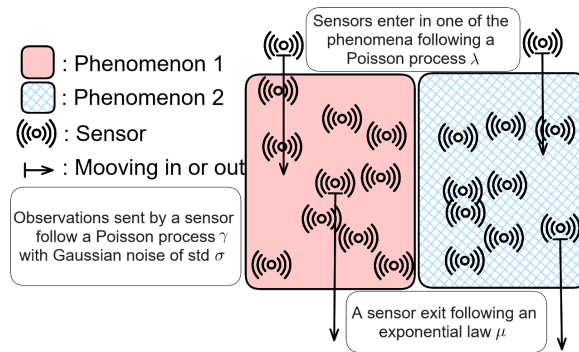 Sensors enter in one of the
phenomena following a
Poisson process λ
: Phenomenon 1
: Phenomenon 2
: Sensor
: Mooving in or out
Observations sent by a sensor
follow a Poisson process γ
with Gaussian noise of std σ
A sensor exit following an
exponential law μ